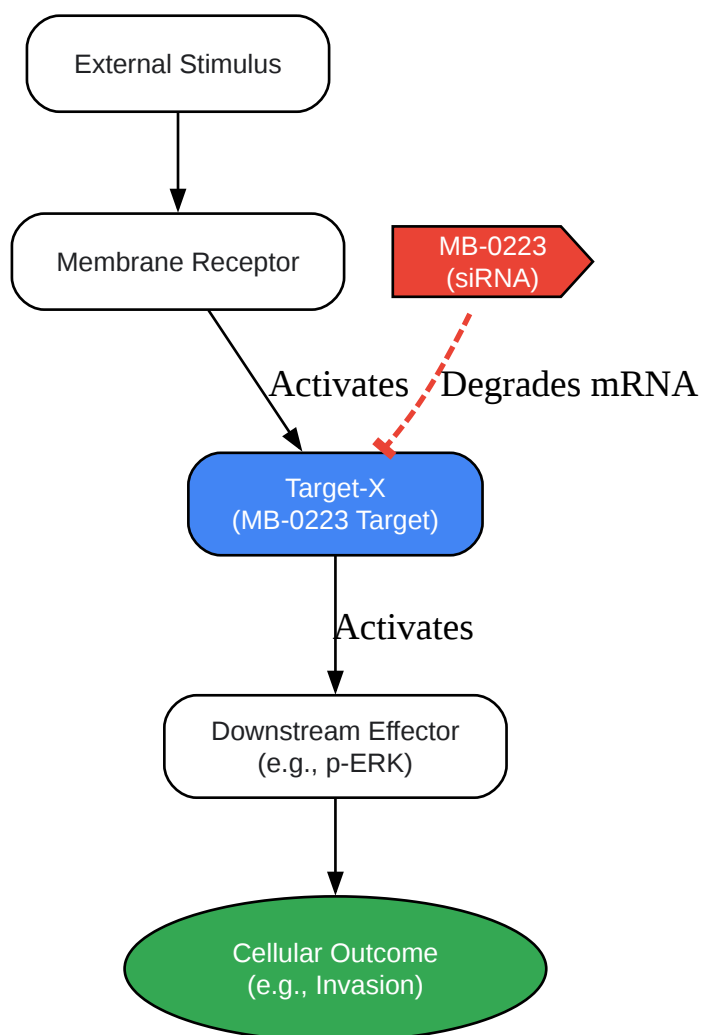 External Stimulus
Membrane Receptor
MB-0223
(siRNA)
Activates
Degrades mRNA
Target-X
(MB-0223 Target)
Activates
Downstream Effector
(e.g., p-ERK)
Cellular Outcome
(e.g., Invasion)